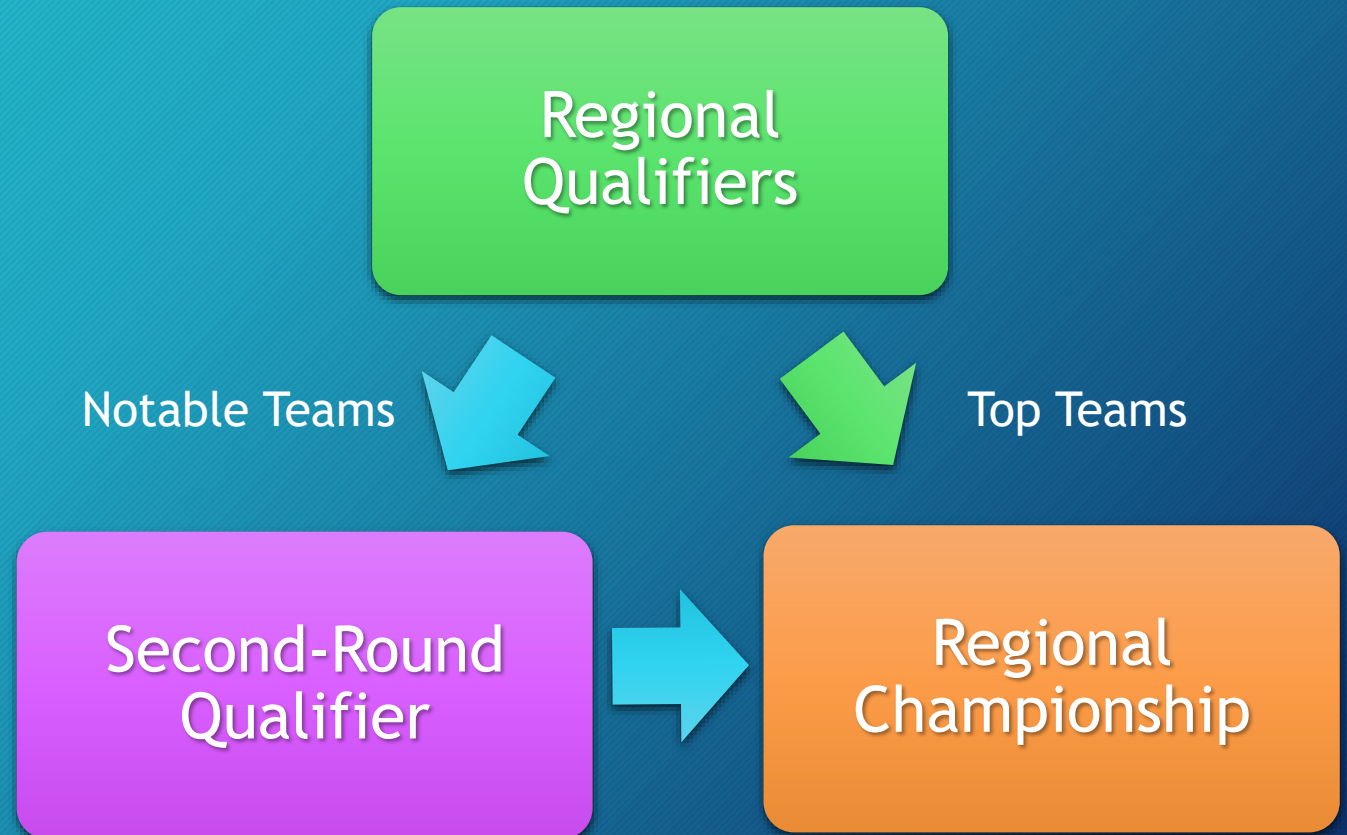 Regional
Qualifiers
Notable Teams
Top Teams
Second-Round
Qualifier
Regional
Championship